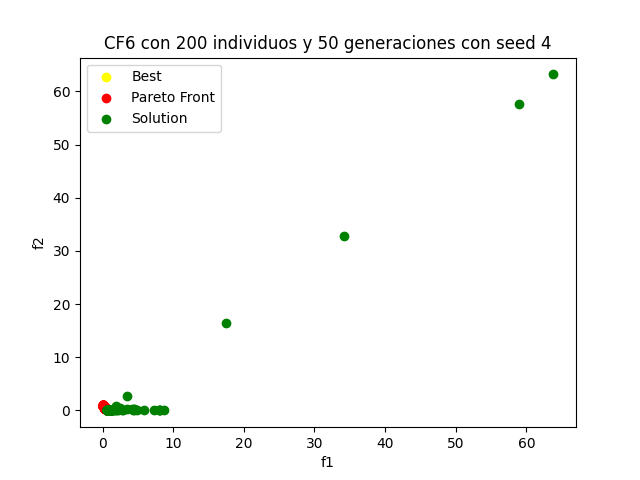 CF6 con 200 individuos y 50 generaciones con seed 4
Best
Pareto Front
Solution
60
50
40
30
20
10
0
f2
0 10 20 30 40 50 60
f1